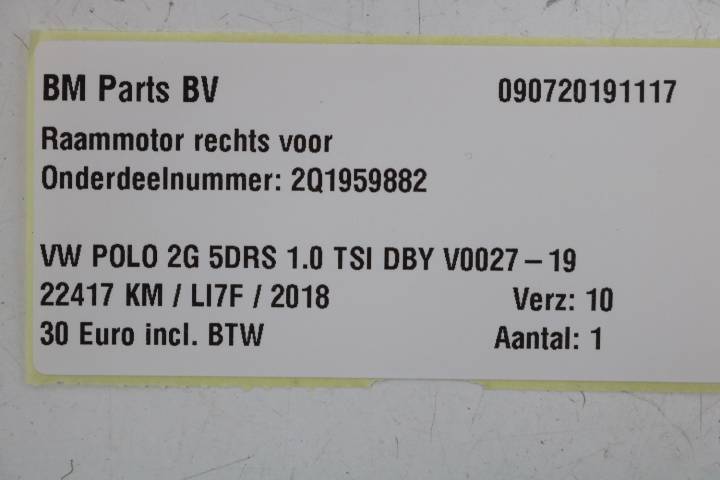 BM Parts BV 090720191117
Raammotor rechts voor
Onderdeelnummer: 2Q1959882
VW POLO 2G 5DRS 1.0 TSI DBY V0027 – 19
22417 KM / LI7F / 2018 Verz: 10
30 Euro incl. BTW Aantal: 1